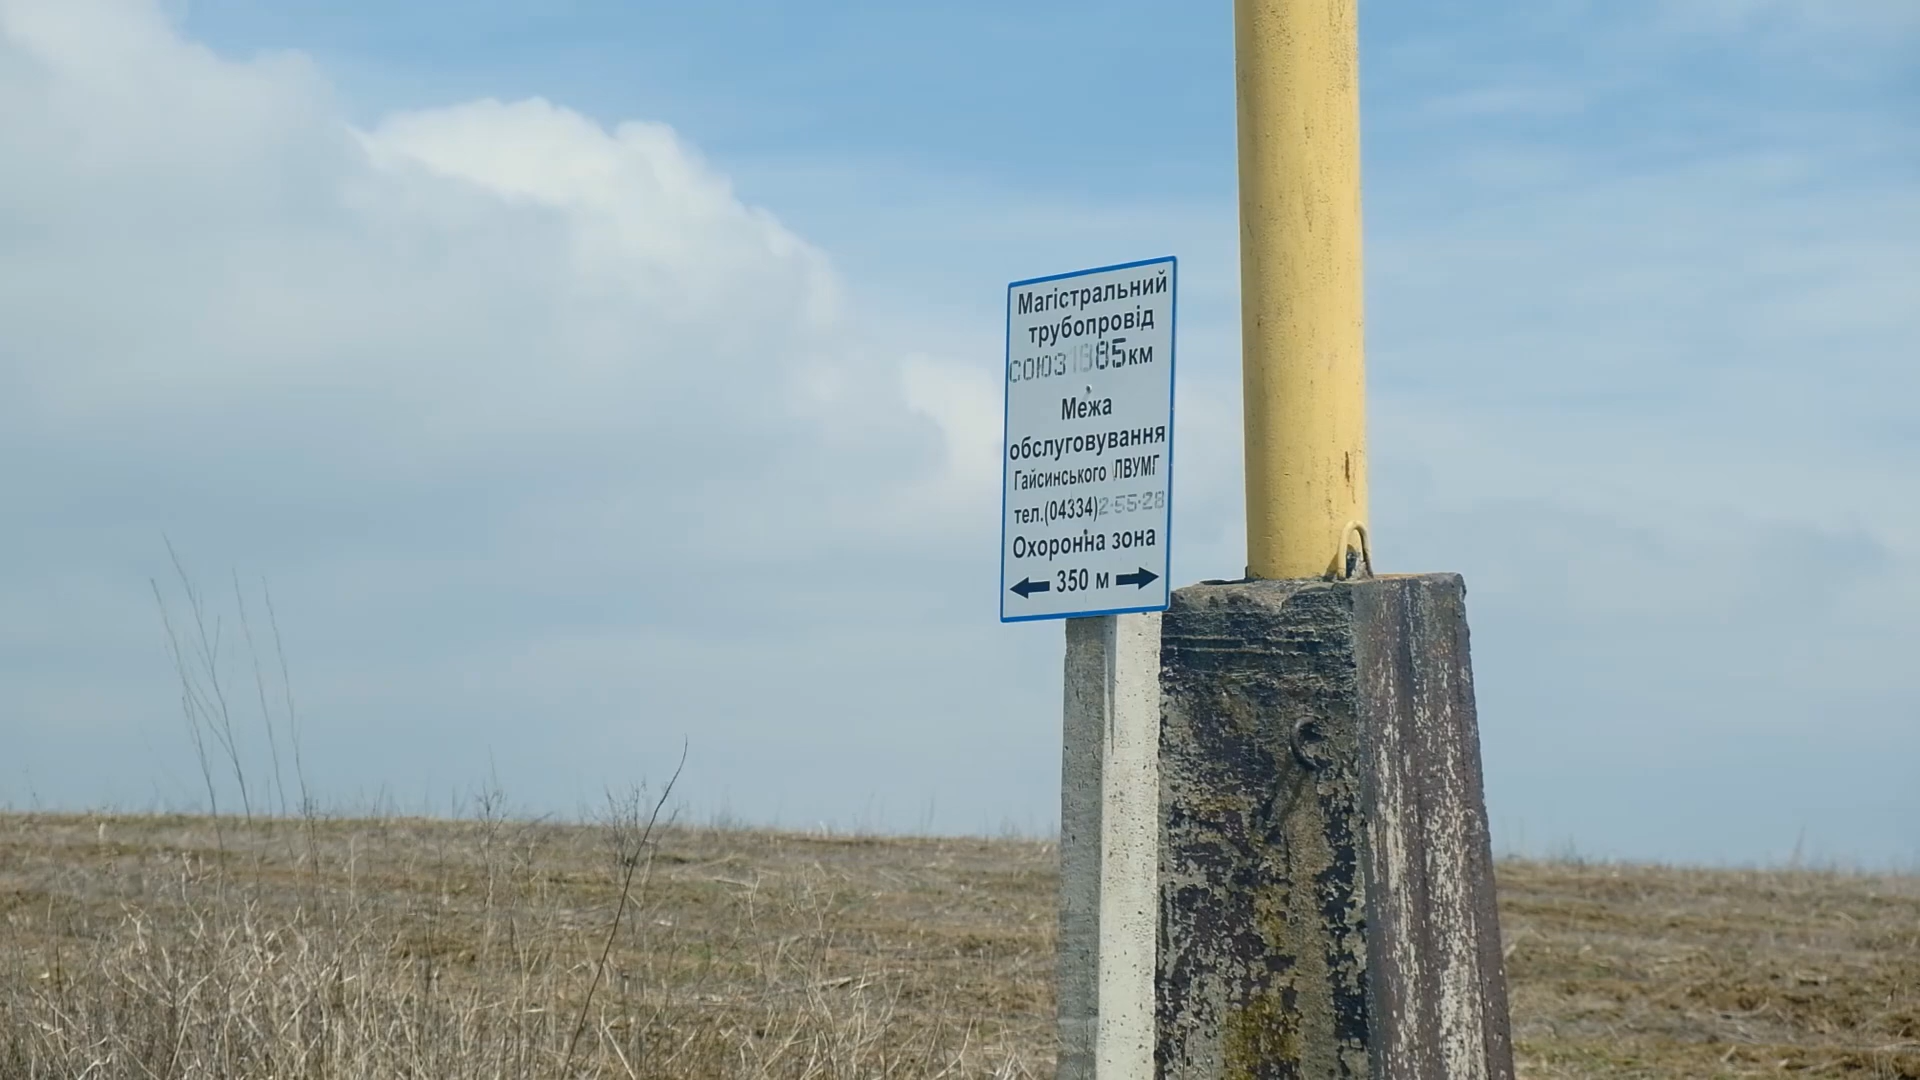 Магістральний
трубопровід
СОЮЗ 1885км
Межа
обслуговування
Гайсинського ЛВУМГ
тел.(04334)2-55-28
Охоронна зона
350 м